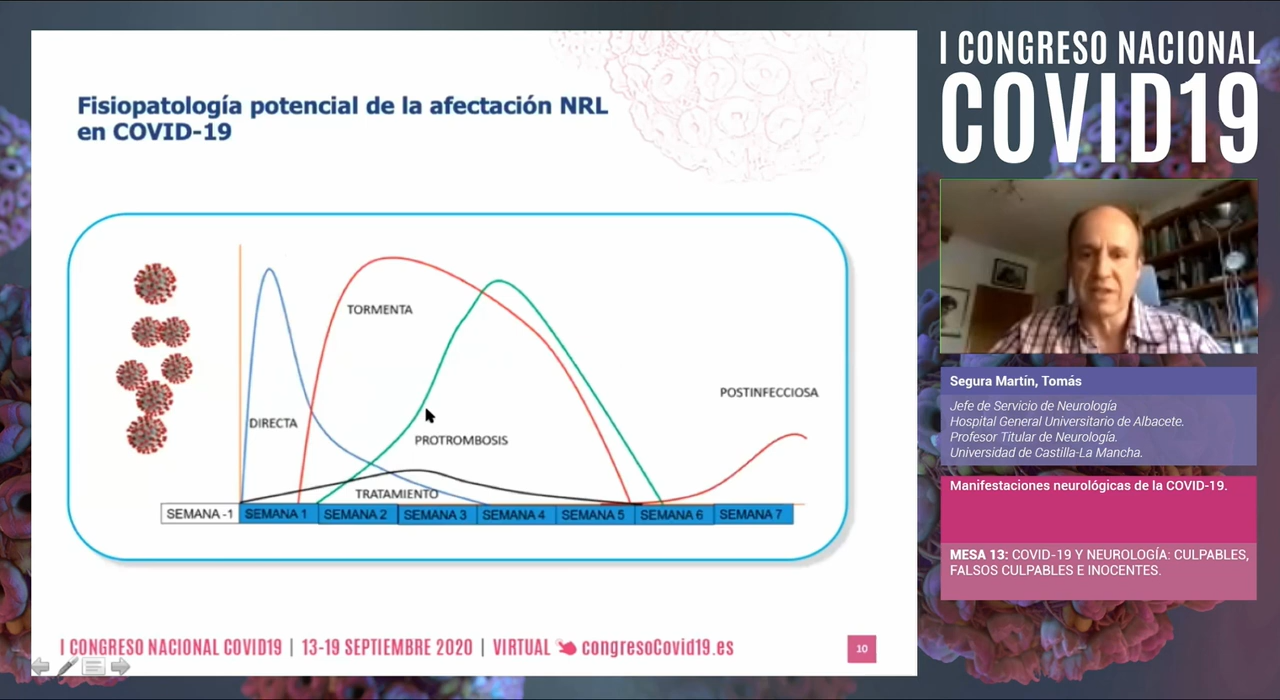 Fisiopatología potencial de la afectación NRL
en COVID-19
TORMENTA
POSTINFECCIOSA
DIRECTA
PROTROMBOSIS
TRATAMIENTO
SEMANA -1
SEMANA 1
SEMANA 2
SEMANA 3
SEMANA 4
SEMANA 5
SEMANA 6
SEMANA 7
I CONGRESO NACIONAL COVID19 | 13-19 SEPTIEMBRE 2020 | VIRTUAL congresoCovid19.es
10
I CONGRESO NACIONAL
COVID19
Segura Martín, Tomás
Jefe de Servicio de Neurología
Hospital General Universitario de Albacete.
Profesor Titular de Neurología.
Universidad de Castilla-La Mancha.
Manifestaciones neurológicas de la COVID-19.
MESA 13: COVID-19 Y NEUROLOGÍA: CULPABLES,
FALSOS CULPABLES E INOCENTES.